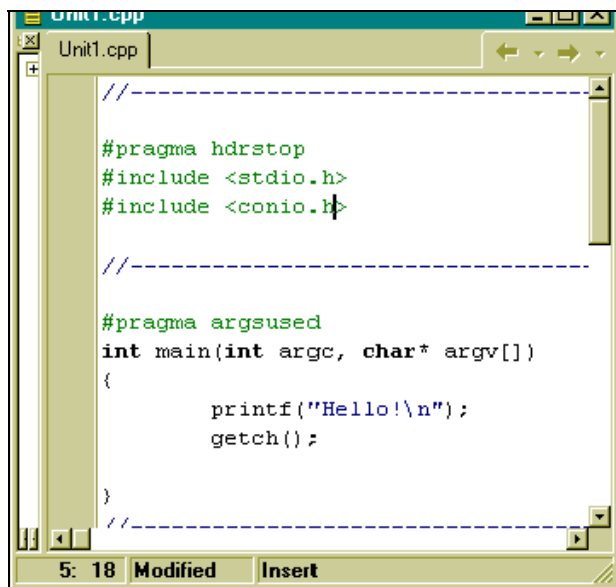 Unit1.cpp
Unit1.cpp
//----------------------------------
#pragma hdrstop
#include <stdio.h>
#include <conio.h>
//----------------------------------
#pragma argsused
int main(int argc, char* argv[])
{
printf("Hello!\n");
getch();
}
//----------------------------------
5: 18 Modified Insert